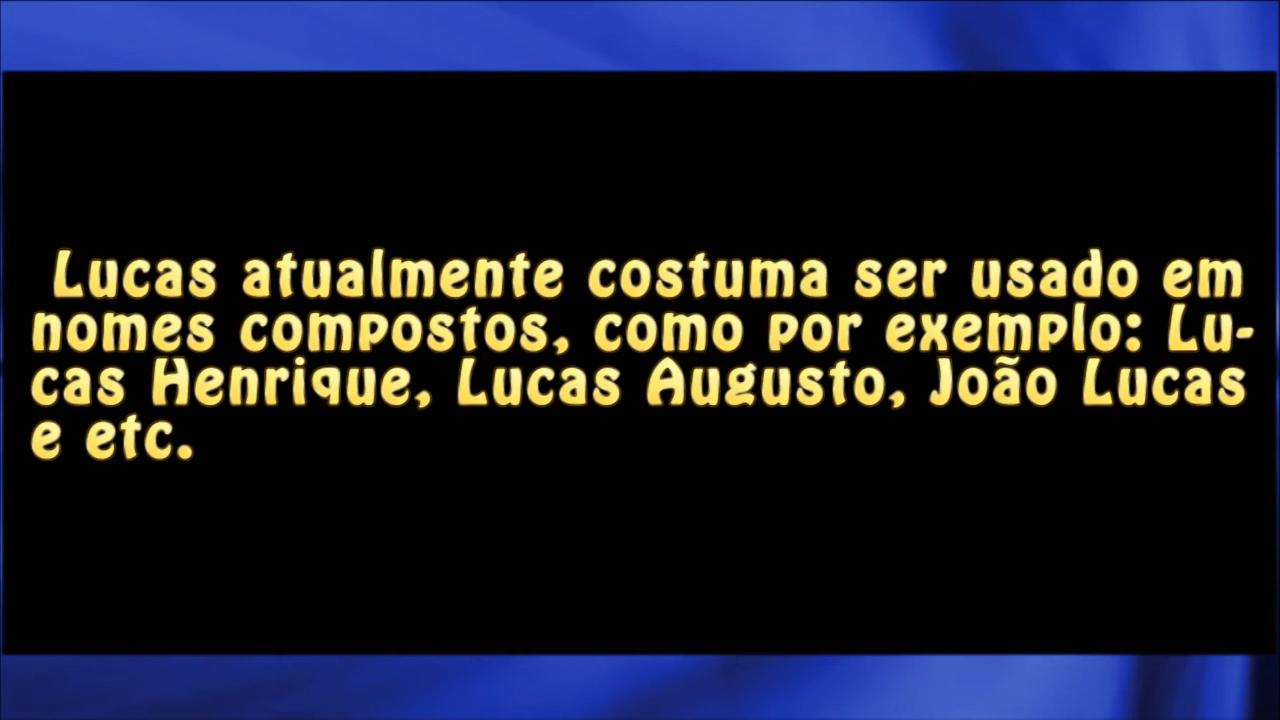 Lucas atualmente costuma ser usado em
nomes compostos, como por exemplo: Lu-
cas Henrique, Lucas Augusto, João Lucas
e etc.